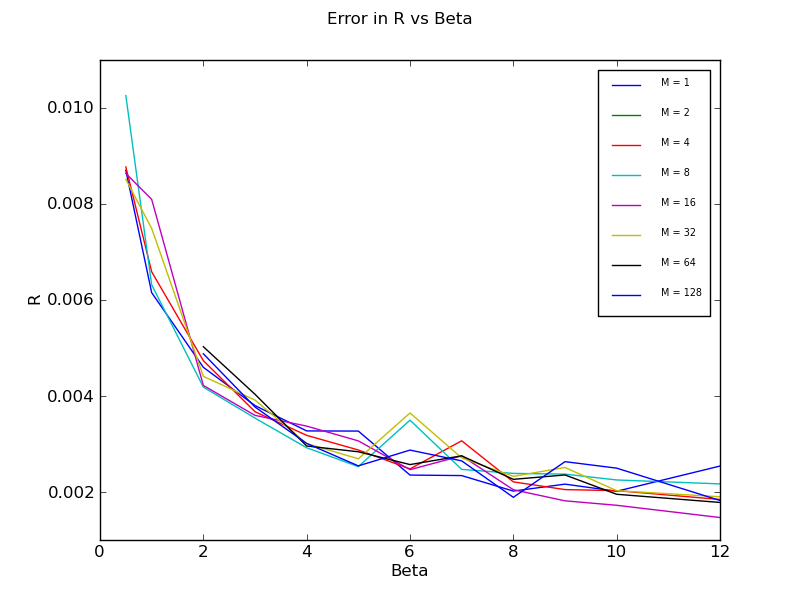 Error in R vs Beta
0.010
0.008
0.006
0.004
0.002
R
M = 1
M = 2
M = 4
M = 8
M = 16
M = 32
M = 64
M = 128
0 2 4 6 8 10 12
Beta